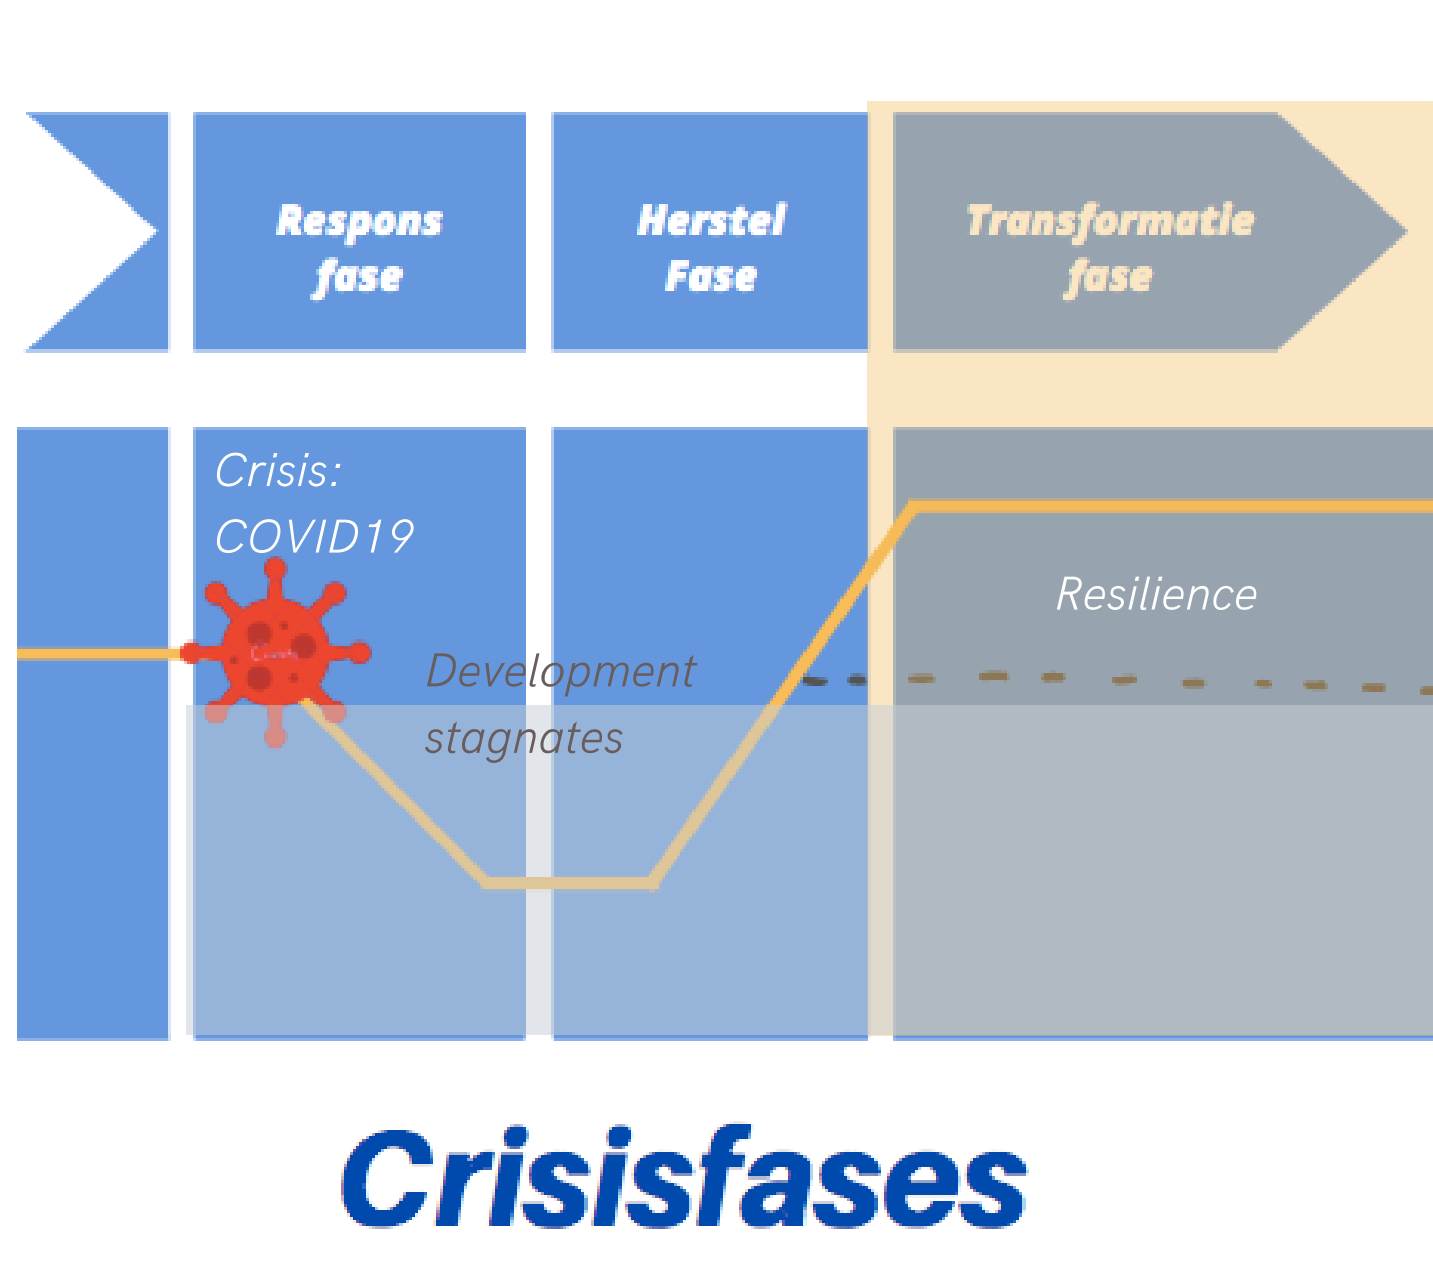 Respons
fase
Herstel
Fase
Transformatie
fase
Crisis:
COVID19
Development
stagnates
Resilience
Crisisfases